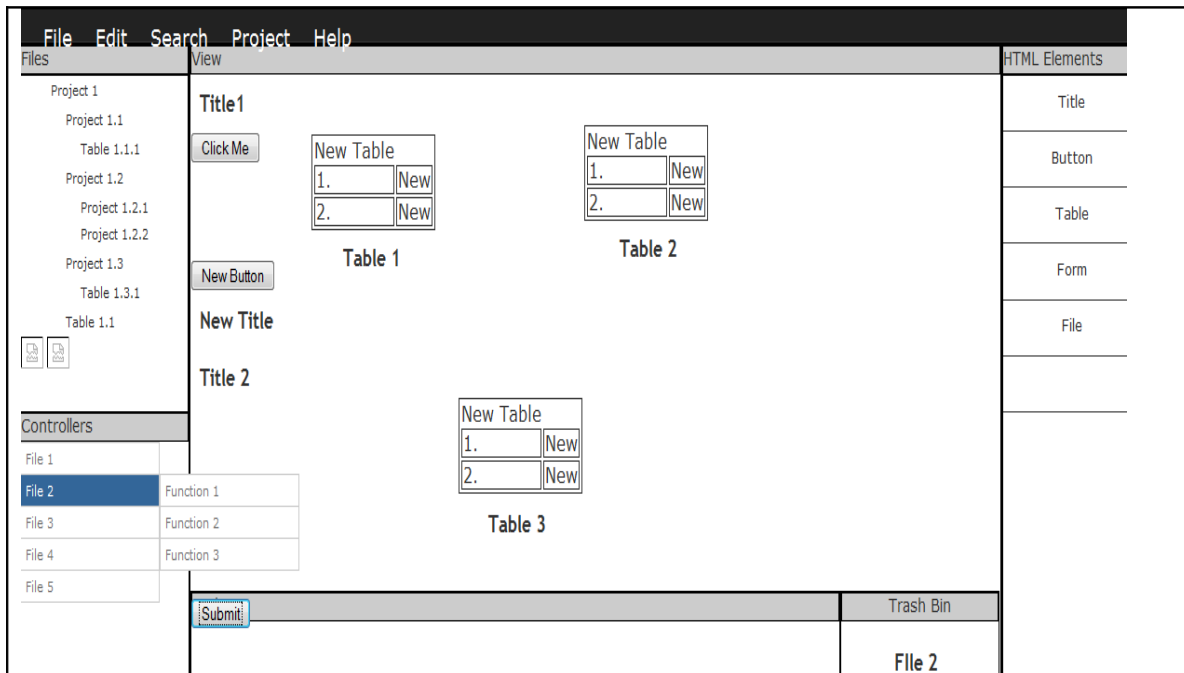 File Edit Search Project Help
Files
Project 1
Project 1.1
Table 1.1.1
Project 1.2
Project 1.2.1
Project 1.2.2
Project 1.3
Table 1.3.1
Table 1.1
Controllers
File 1
File 2
File 3
File 4
File 5
Function 1
Function 2
Function 3
View
Title1
Click Me
New Table
1. New
2. New
Table 1
New Table
1. New
2. New
Table 2
New Button
New Title
Title 2
New Table
1. New
2. New
Table 3
Submit
Trash Bin
FIle 2
HTML Elements
Title
Button
Table
Form
File